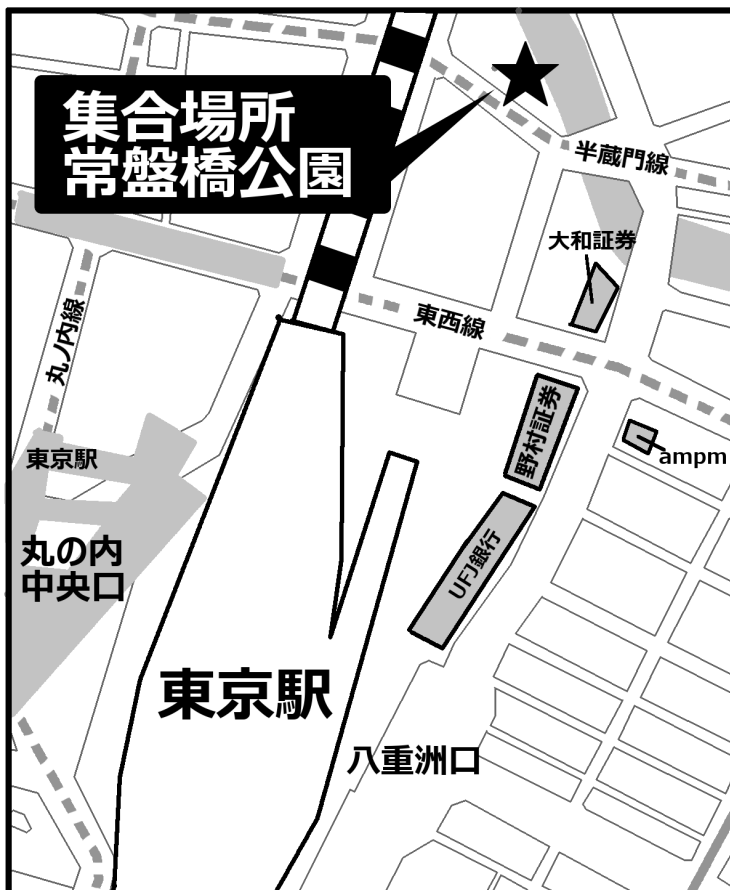 集合場所
常盤橋公園
半蔵門線
大和証券
東西線
丸ノ内線
野村証券
東京駅
ampm
UFJ銀行
丸の内
中央口
東京駅
八重洲口